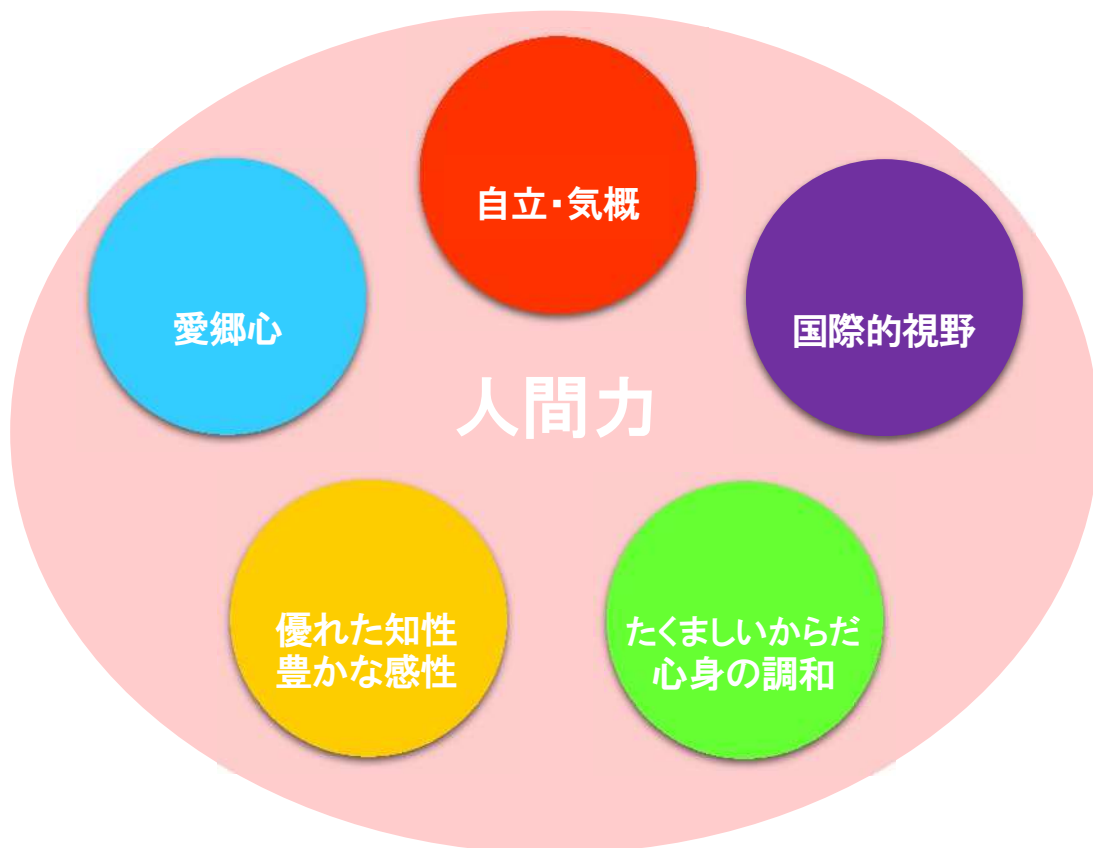 自立・気概
愛郷心
国際的視野
人間力
優れた知性
豊かな感性
たくましいからだ
心身の調和